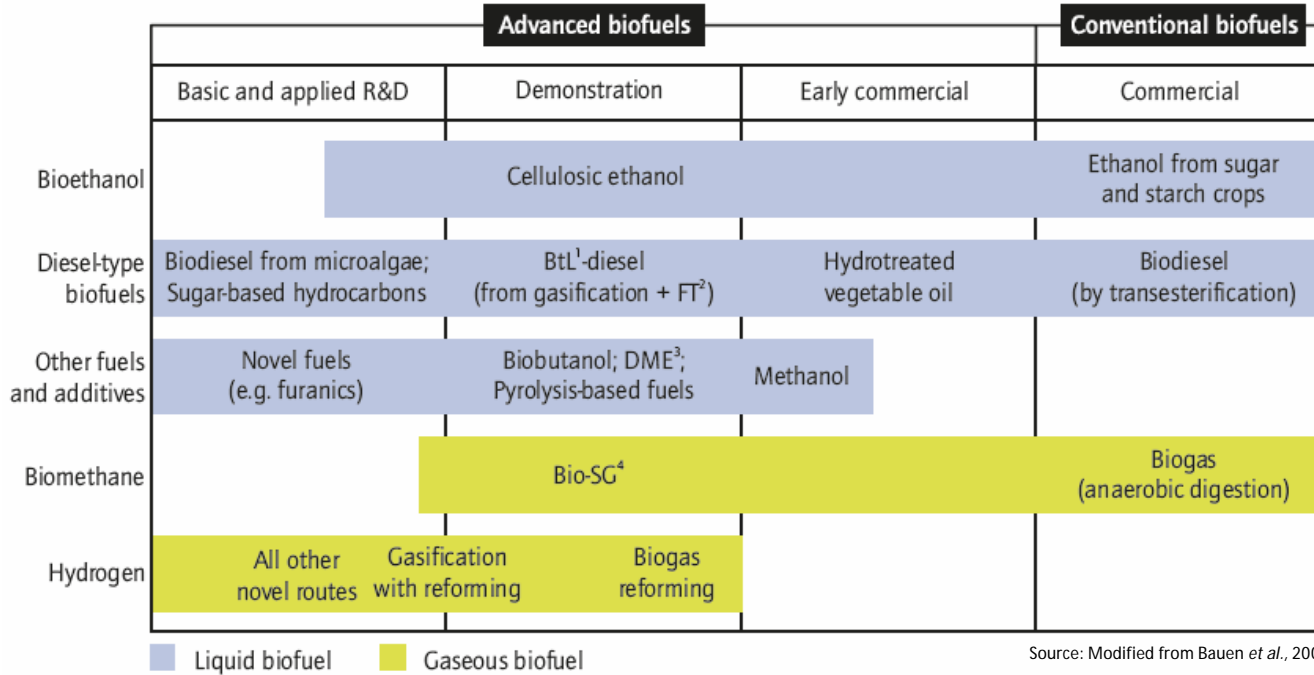 Advanced biofuels
Conventional biofuels
Basic and applied R&D
Demonstration
Early commercial
Commercial
Bioethanol
Cellulosic ethanol
Ethanol from sugar
and starch crops
Diesel-type
biofuels
Biodiesel from microalgae;
Sugar-based hydrocarbons
BtL¹-diesel
(from gasification + FT²)
Hydrotreated
vegetable oil
Biodiesel
(by transesterification)
Other fuels
and additives
Novel fuels
(e.g. furanics)
Biobutanol; DME³;
Pyrolysis-based fuels
Methanol
Biomethane
Bio-SG⁴
Biogas
(anaerobic digestion)
Hydrogen
All other
novel routes
Gasification
with reforming
Biogas
reforming
Liquid biofuel
Gaseous biofuel
Source: Modified from Bauen et al.,